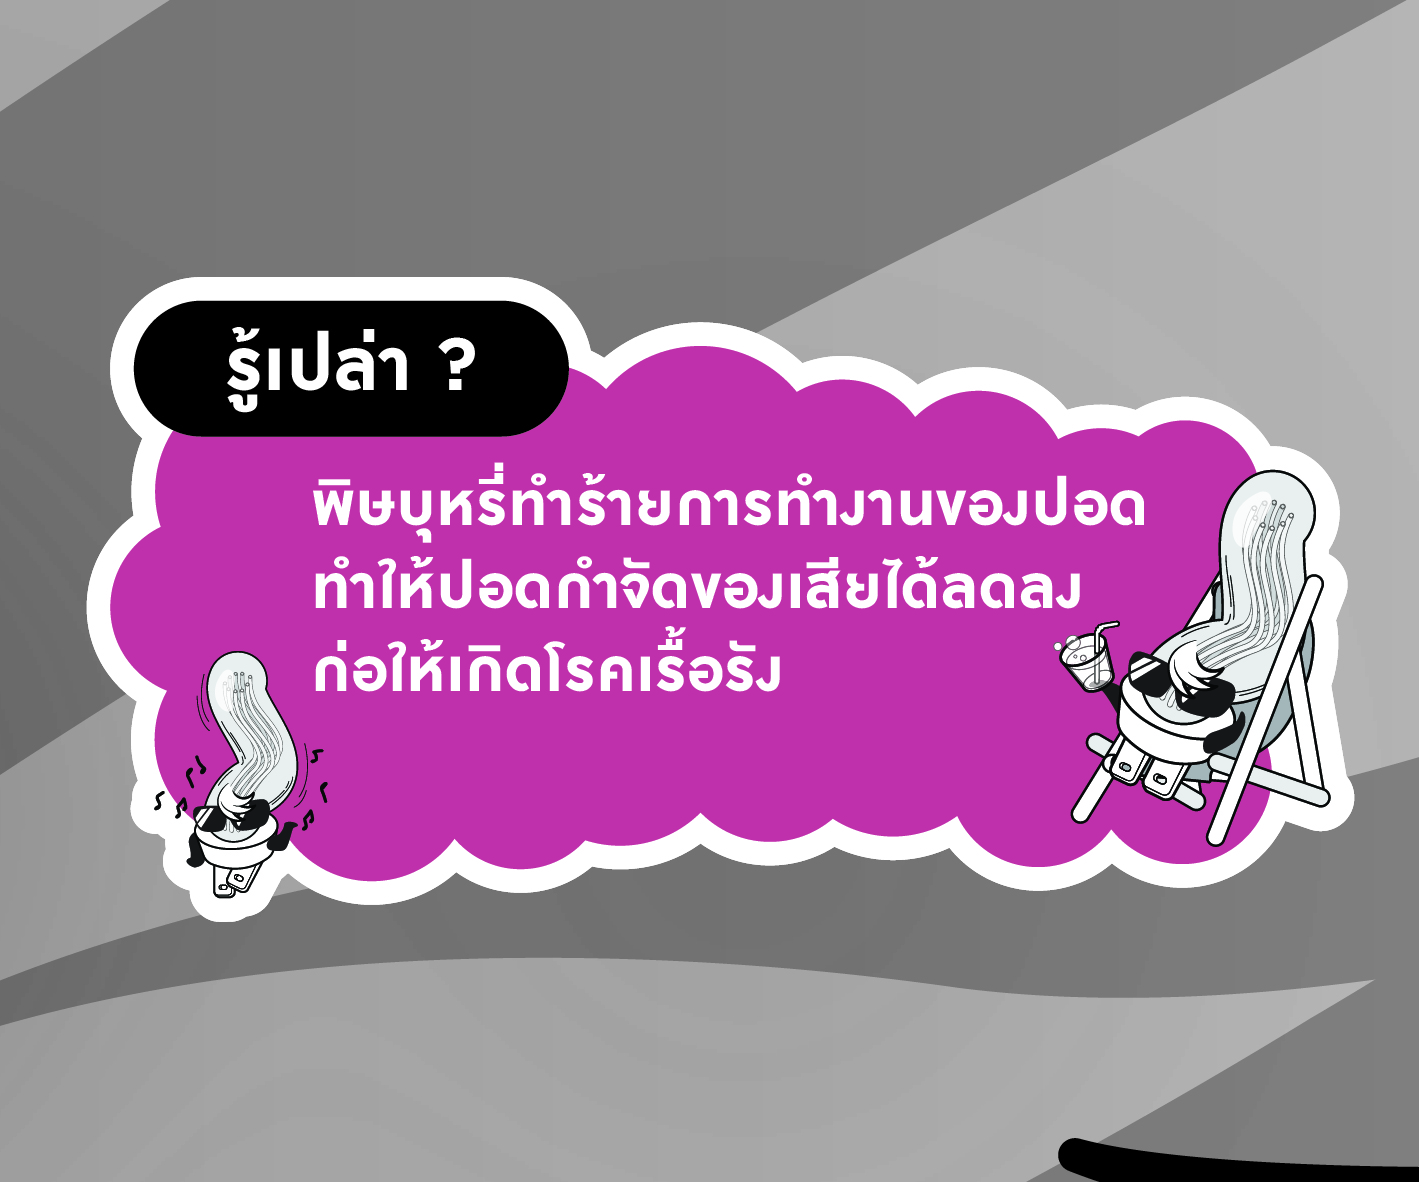 รู้เปล่า ?
พิษบุหรี่ทำร้ายการทำงานของปอด
ทำให้ปอดกำจัดของเสียได้ลดลง
ก่อให้เกิดโรคเรื้อรัง